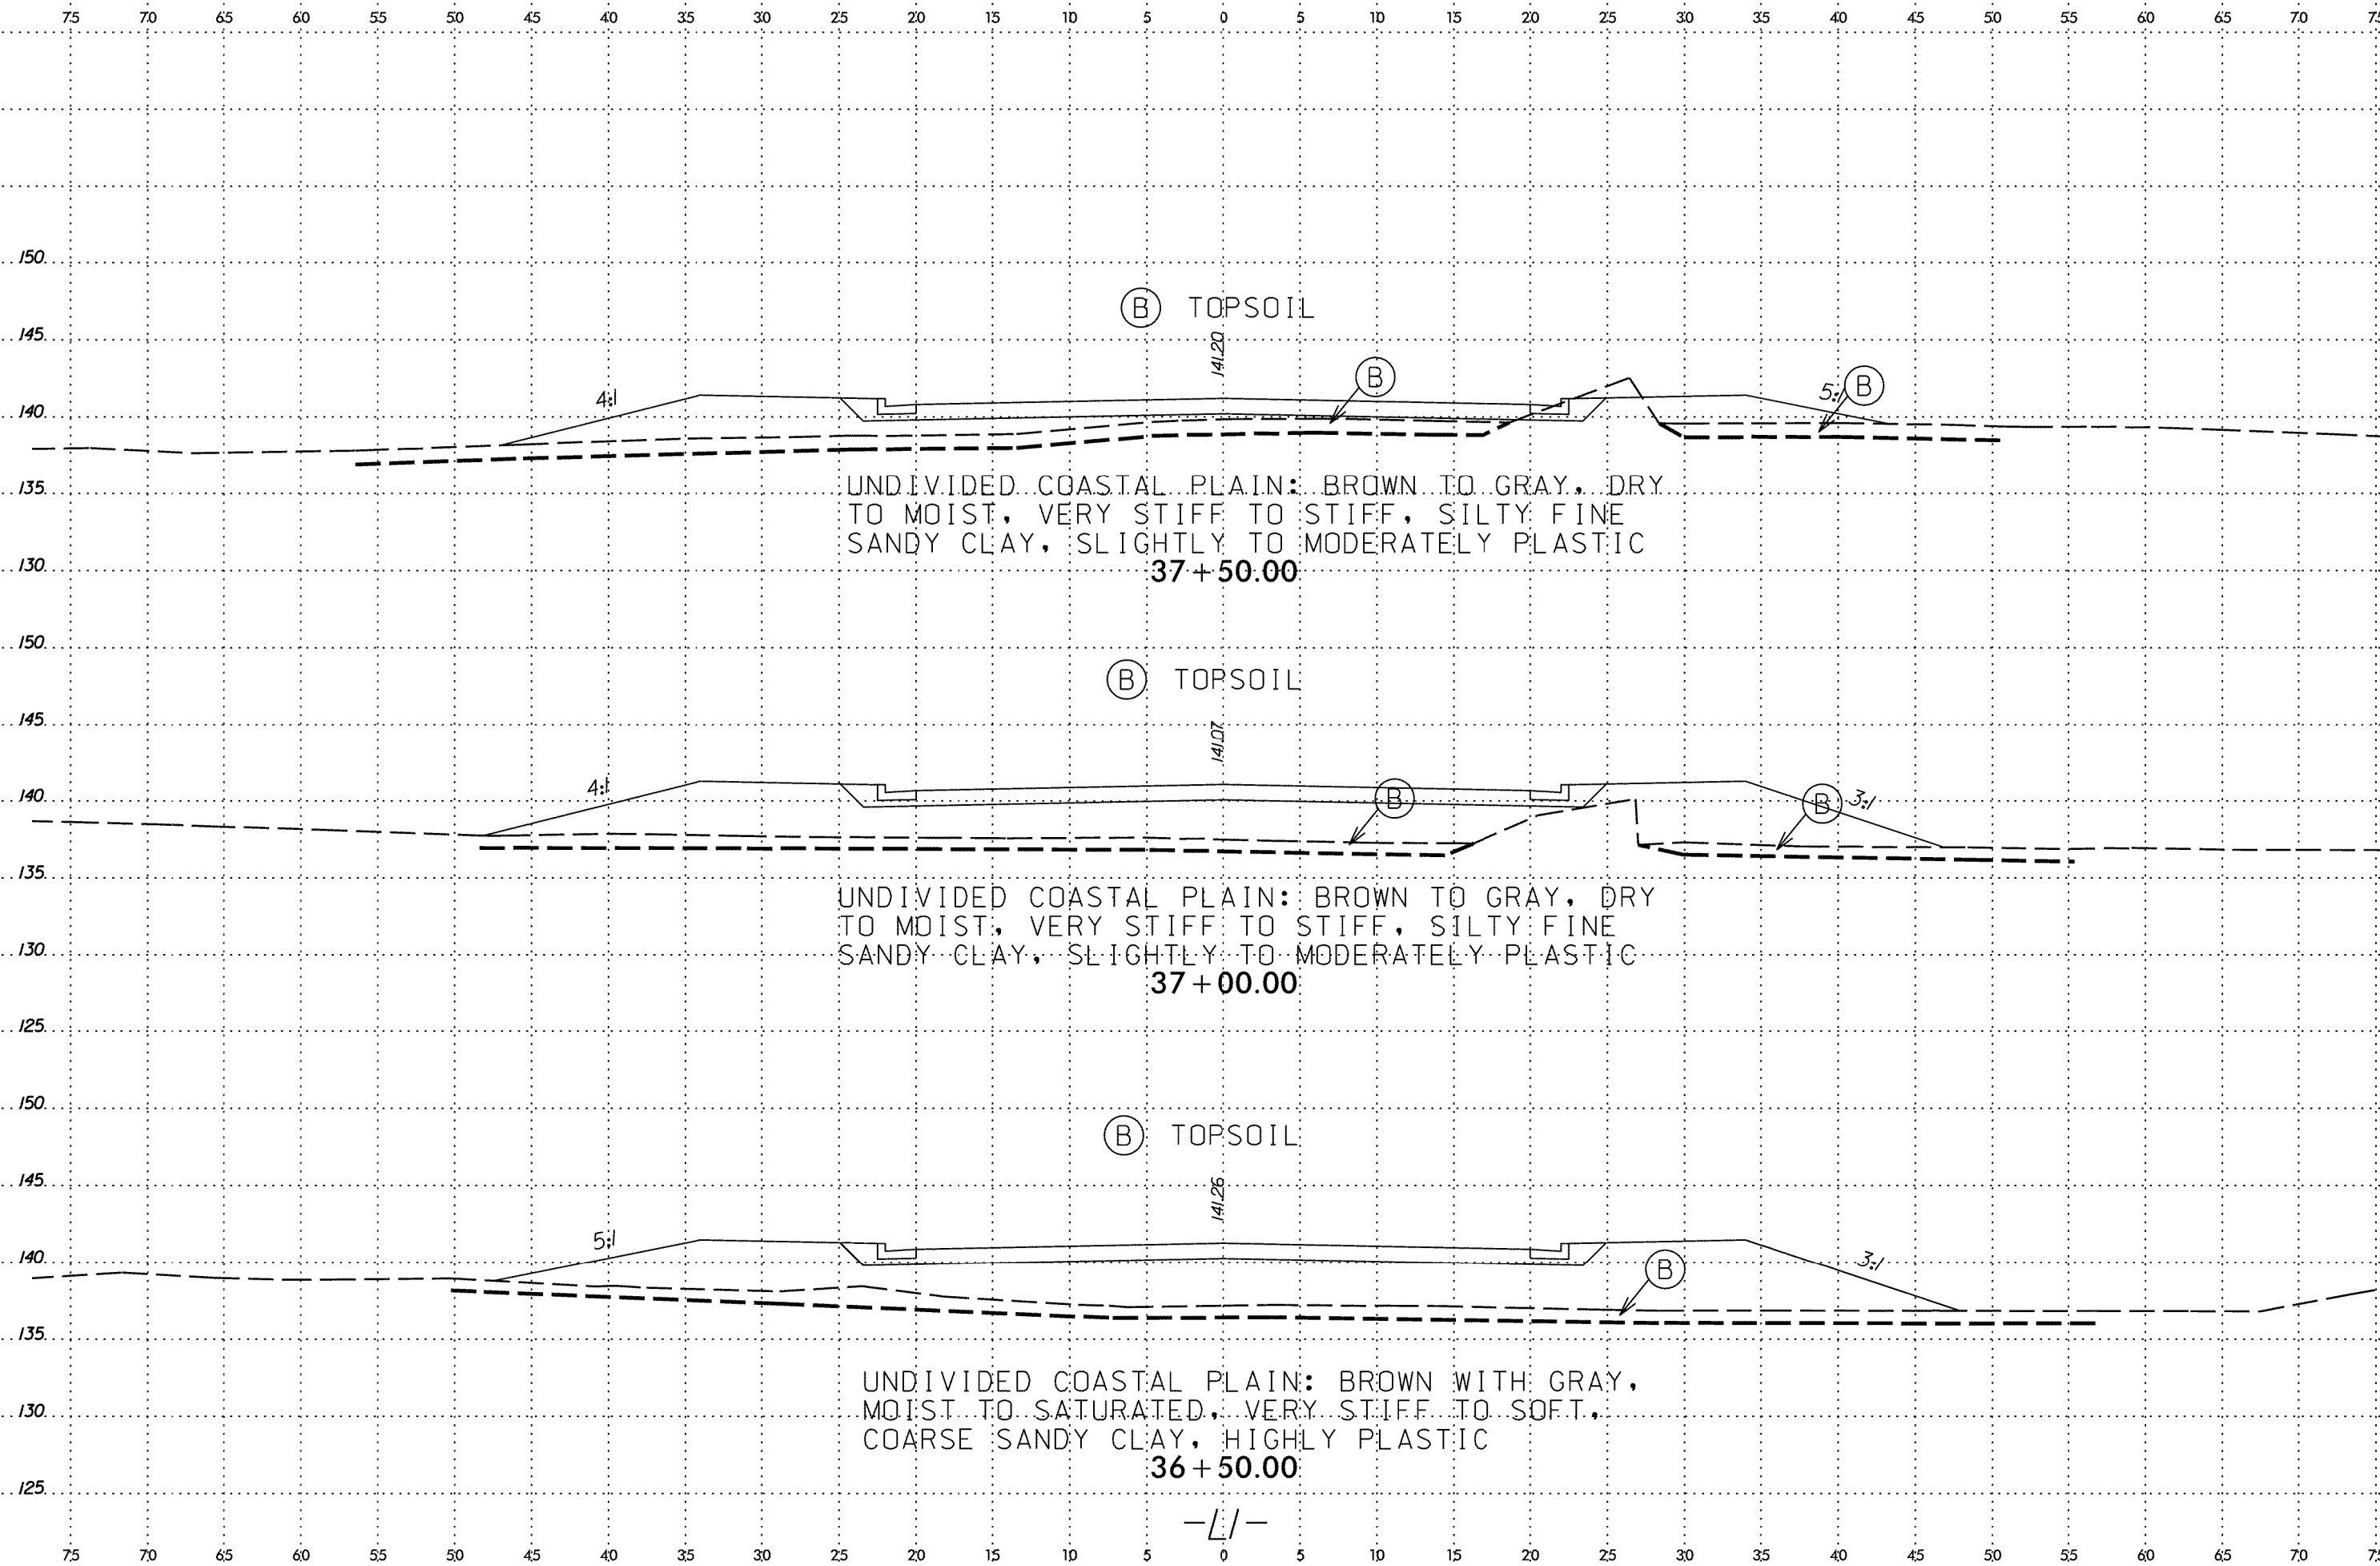 75 70 65 60 55 50 45 40 35 30 25 20 15 10 5 0 5 10 15 20 25 30 35 40 45 50 55 60 65 70
150
B TOPSOIL
145
141.20
B
B
4:1
5:1
140
135
UNDIVIDED COASTAL PLAIN: BROWN TO GRAY, DRY
TO MOIST, VERY STIFF TO STIFF, SILTY FINE
SANDY CLAY, SLIGHTLY TO MODERATELY PLASTIC
130
37+50.00
150
B TOPSOIL
145
141.07
4:1
B
B
3:1
140
135
UNDIVIDED COASTAL PLAIN: BROWN TO GRAY, DRY
TO MOIST, VERY STIFF TO STIFF, SILTY FINE
SANDY CLAY, SLIGHTLY TO MODERATELY PLASTIC
130
37+00.00
125
150
B TOPSOIL
145
141.26
5:1
3:1
140
B
135
UNDIVIDED COASTAL PLAIN: BROWN WITH GRAY,
MOIST TO SATURATED, VERY STIFF TO SOFT,
130
COARSE SANDY CLAY, HIGHLY PLASTIC
36+50.00
125
-L1-
75 70 65 60 55 50 45 40 35 30 25 20 15 10 5 0 5 10 15 20 25 30 35 40 45 50 55 60 65 70